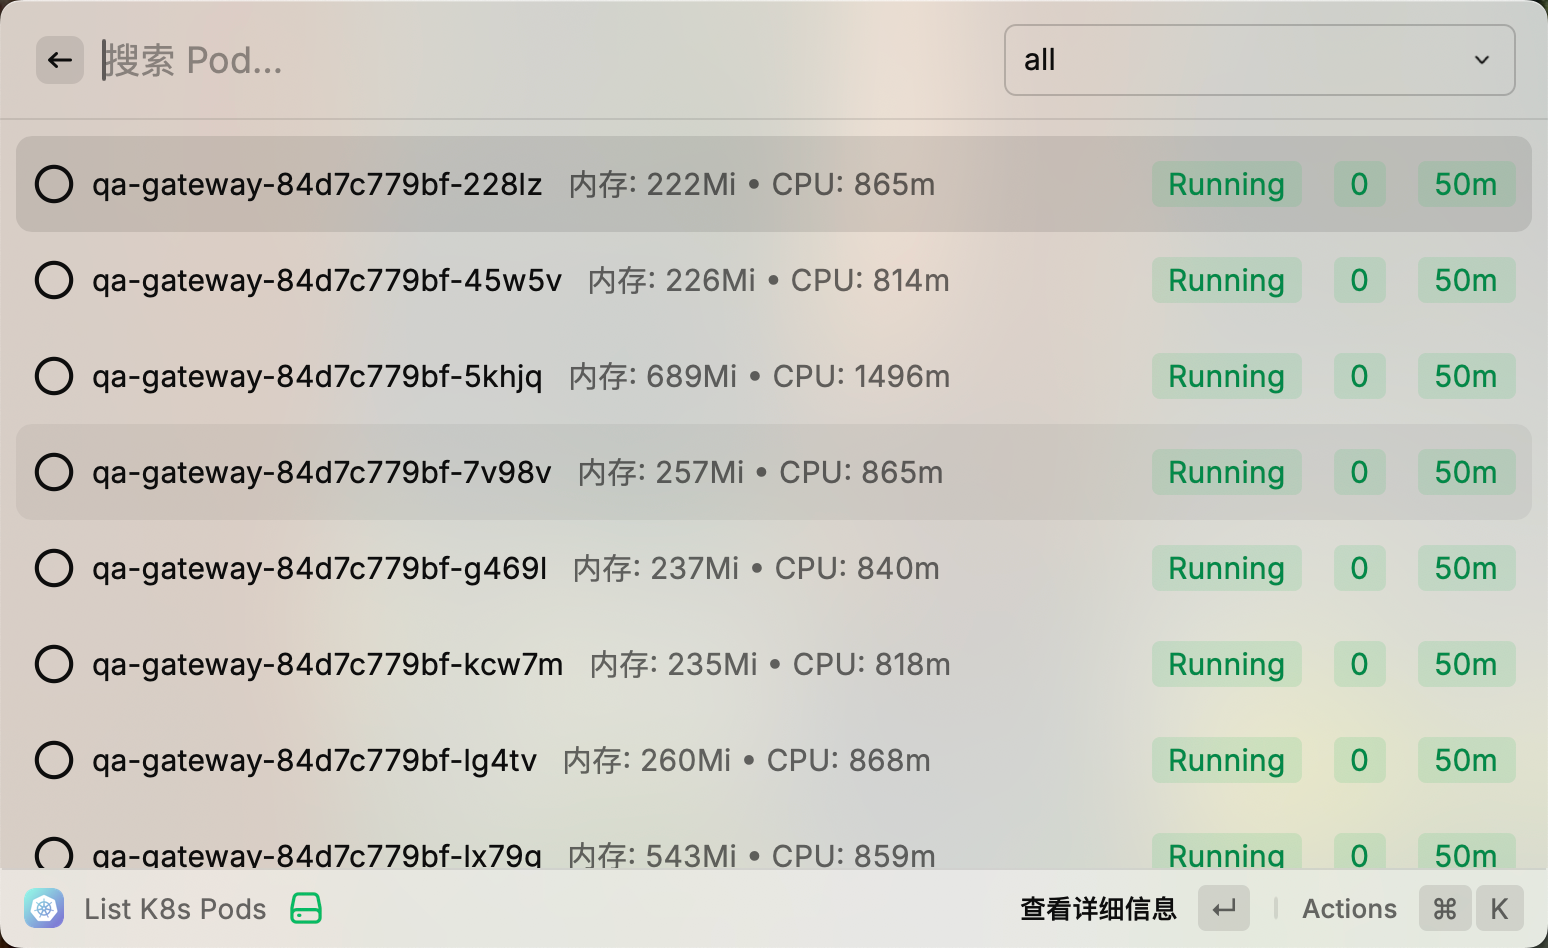 搜索 Pod...
all
qa-gateway-84d7c779bf-228lz 内存: 222Mi • CPU: 865m Running 0 50m
qa-gateway-84d7c779bf-45w5v 内存: 226Mi • CPU: 814m Running 0 50m
qa-gateway-84d7c779bf-5khjq 内存: 689Mi • CPU: 1496m Running 0 50m
qa-gateway-84d7c779bf-7v98v 内存: 257Mi • CPU: 865m Running 0 50m
qa-gateway-84d7c779bf-g469l 内存: 237Mi • CPU: 840m Running 0 50m
qa-gateway-84d7c779bf-kcw7m 内存: 235Mi • CPU: 818m Running 0 50m
qa-gateway-84d7c779bf-lg4tv 内存: 260Mi • CPU: 868m Running 0 50m
qa-gateway-84d7c779bf-lx79q 内存: 543Mi • CPU: 859m Running 0 50m
List K8s Pods 查看详细信息 ↵ Actions ⌘ K